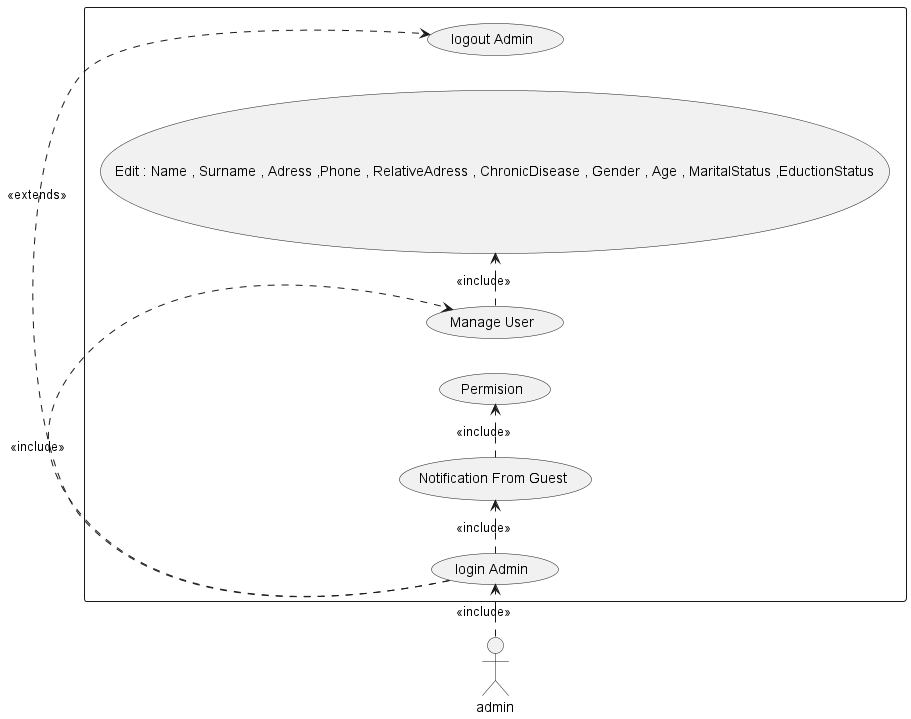 logout Admin
Edit : Name , Surname , Adress ,Phone , RelativeAdress , ChronicDisease , Gender , Age , MaritalStatus ,EductionStatus
«extends»
«include»
Manage User
Permision
«include»
«include»
Notification From Guest
«include»
login Admin
«include»
admin